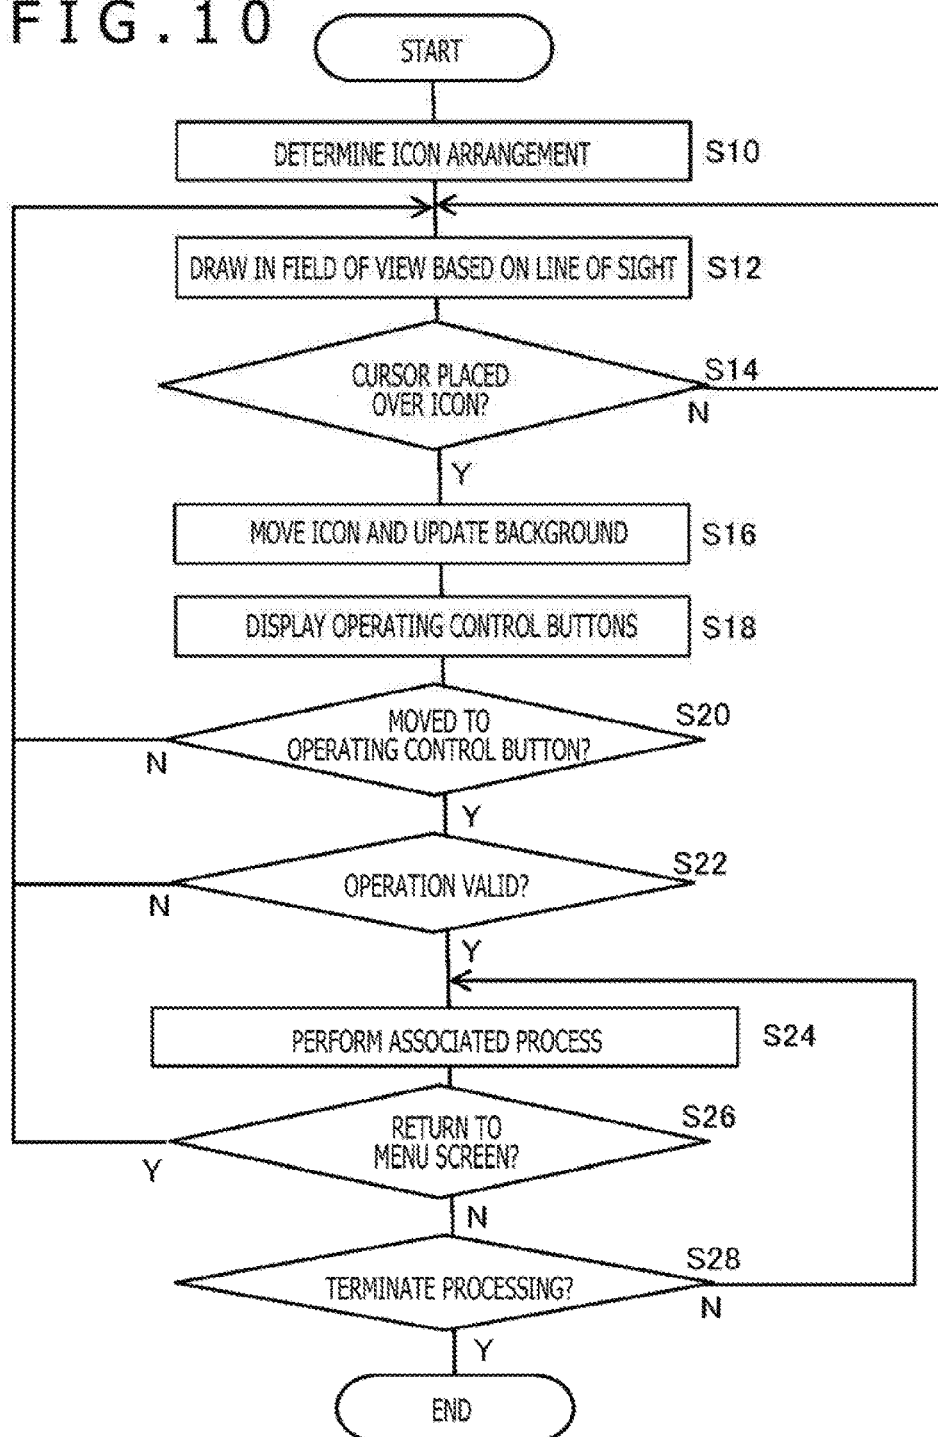 FIG.10
START
DETERMINE ICON ARRANGEMENT
S10
DRAW IN FIELD OF VIEW BASED ON LINE OF SIGHT
S12
CURSOR PLACED
OVER ICON?
S14
N
Y
MOVE ICON AND UPDATE BACKGROUND
S16
DISPLAY OPERATING CONTROL BUTTONS
S18
MOVED TO
OPERATING CONTROL BUTTON?
S20
N
Y
OPERATION VALID?
S22
N
Y
PERFORM ASSOCIATED PROCESS
S24
RETURN TO
MENU SCREEN?
S26
Y
N
TERMINATE PROCESSING?
S28
N
Y
END